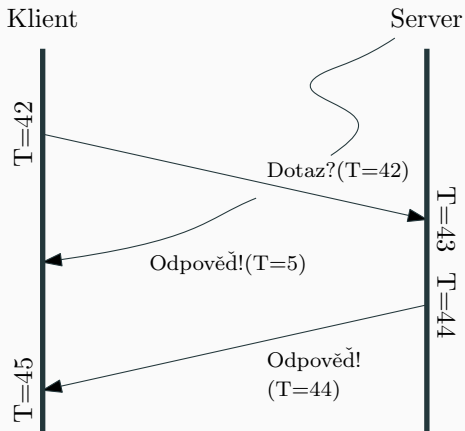 Klient
Server
T=42
Dotaz?(T=42)
T=43
Odpověď!(T=5)
T=44
Odpověď!
(T=44)
T=45